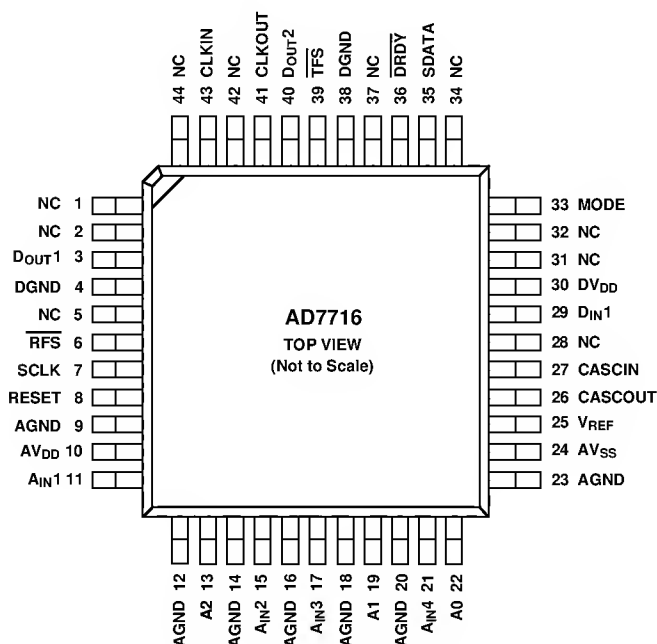 44 NC
43 CLKIN
42 NC
41 CLKOUT
40 DOUT2
39 T̅F̅S̅
38 DGND
37 NC
36 D̅R̅D̅Y̅
35 SDATA
34 NC
NC 1
NC 2
DOUT1 3
DGND 4
NC 5
R̅F̅S̅ 6
SCLK 7
RESET 8
AGND 9
AVDD 10
AIN1 11
AD7716
TOP VIEW
(Not to Scale)
33 MODE
32 NC
31 NC
30 DVDD
29 DIN1
28 NC
27 CASCIN
26 CASCOUT
25 VREF
24 AVSS
23 AGND
AGND 12
A2 13
AGND 14
AIN2 15
AGND 16
AIN3 17
AGND 18
A1 19
AGND 20
AIN4 21
A0 22